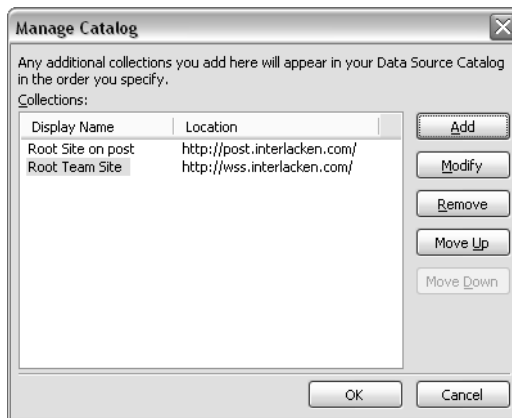 Manage Catalog
Any additional collections you add here will appear in your Data Source Catalog
in the order you specify.
Collections:
Display Name Location
Root Site on post http://post.interlacken.com/
Root Team Site http://wss.interlacken.com/
Add
Modify
Remove
Move Up
Move Down
OK Cancel